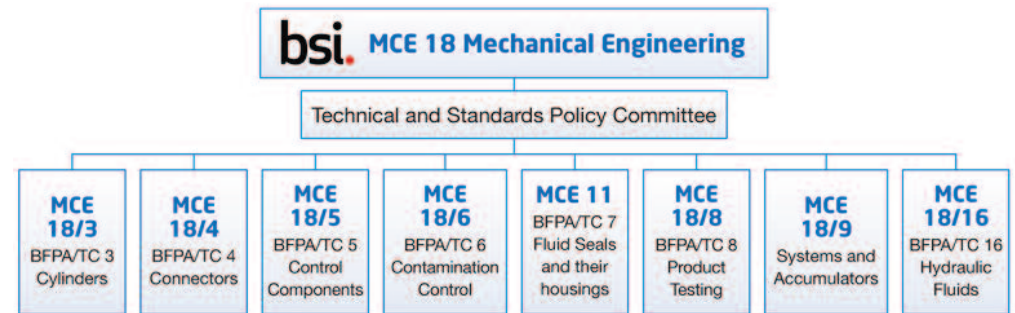 bsi. MCE 18 Mechanical Engineering
Technical and Standards Policy Committee
MCE
18/3
BFPA/TC 3
Cylinders
MCE
18/4
BFPA/TC 4
Connectors
MCE
18/5
BFPA/TC 5
Control
Components
MCE
18/6
BFPA/TC 6
Contamination
Control
MCE 11
BFPA/TC 7
Fluid Seals
and their
housings
MCE
18/8
BFPA/TC 8
Product
Testing
MCE
18/9
Systems and
Accumulators
MCE
18/16
BFPA/TC 16
Hydraulic
Fluids